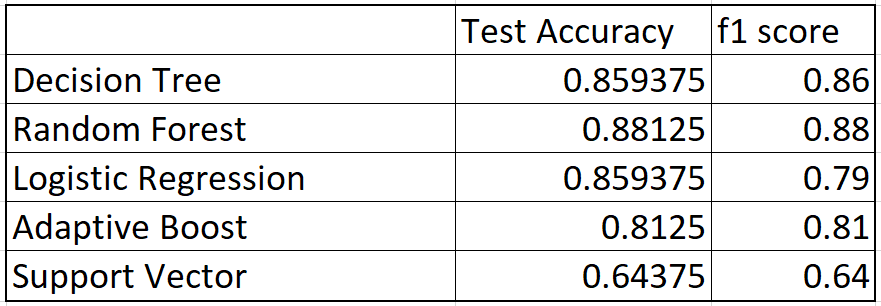 Test Accuracy f1 score
Decision Tree 0.859375 0.86
Random Forest 0.88125 0.88
Logistic Regression 0.859375 0.79
Adaptive Boost 0.8125 0.81
Support Vector 0.64375 0.64